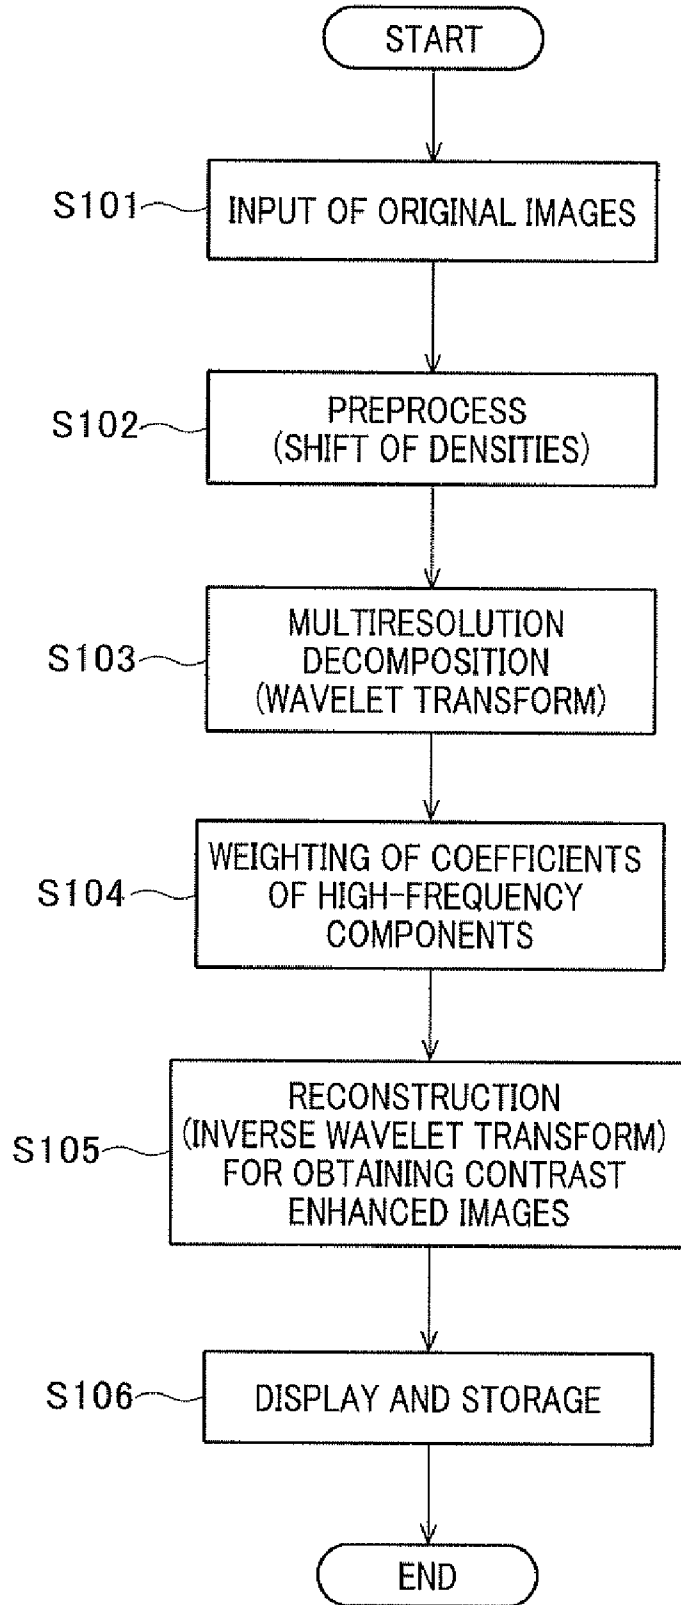 START
S101
INPUT OF ORIGINAL IMAGES
S102
PREPROCESS
(SHIFT OF DENSITIES)
S103
MULTIRESOLUTION
DECOMPOSITION
(WAVELET TRANSFORM)
S104
WEIGHTING OF COEFFICIENTS
OF HIGH-FREQUENCY
COMPONENTS
S105
RECONSTRUCTION
(INVERSE WAVELET TRANSFORM)
FOR OBTAINING CONTRAST
ENHANCED IMAGES
S106
DISPLAY AND STORAGE
END